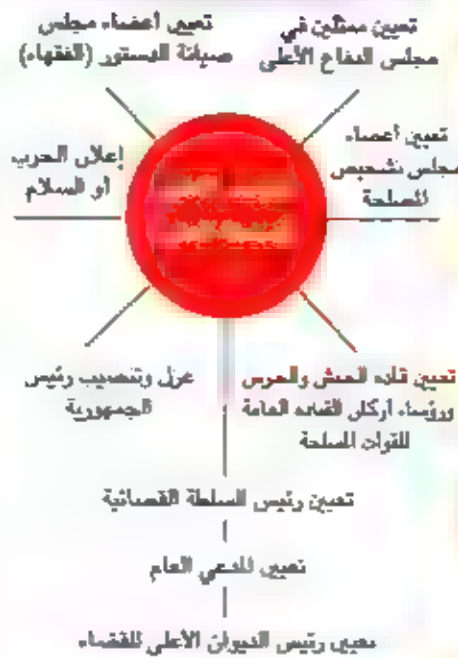 تعيين أعضاء مجلس
صيانة الدستور (الفقهاء)
تعيين ممثلين في
مجلس الدفاع الأعلى
إعلان الحرب
أو السلام
تعيين أعضاء
مجلس تشخيص
المصلحة
عزل وتنصيب رئيس
الجمهورية
تعيين قادة الجيش والحرس
ورؤساء أركان القيادة العامة
للقوات المسلحة
تعيين رئيس السلطة القضائية
تعيين المدعي العام
تعيين رئيس الديوان الأعلى للقضاء